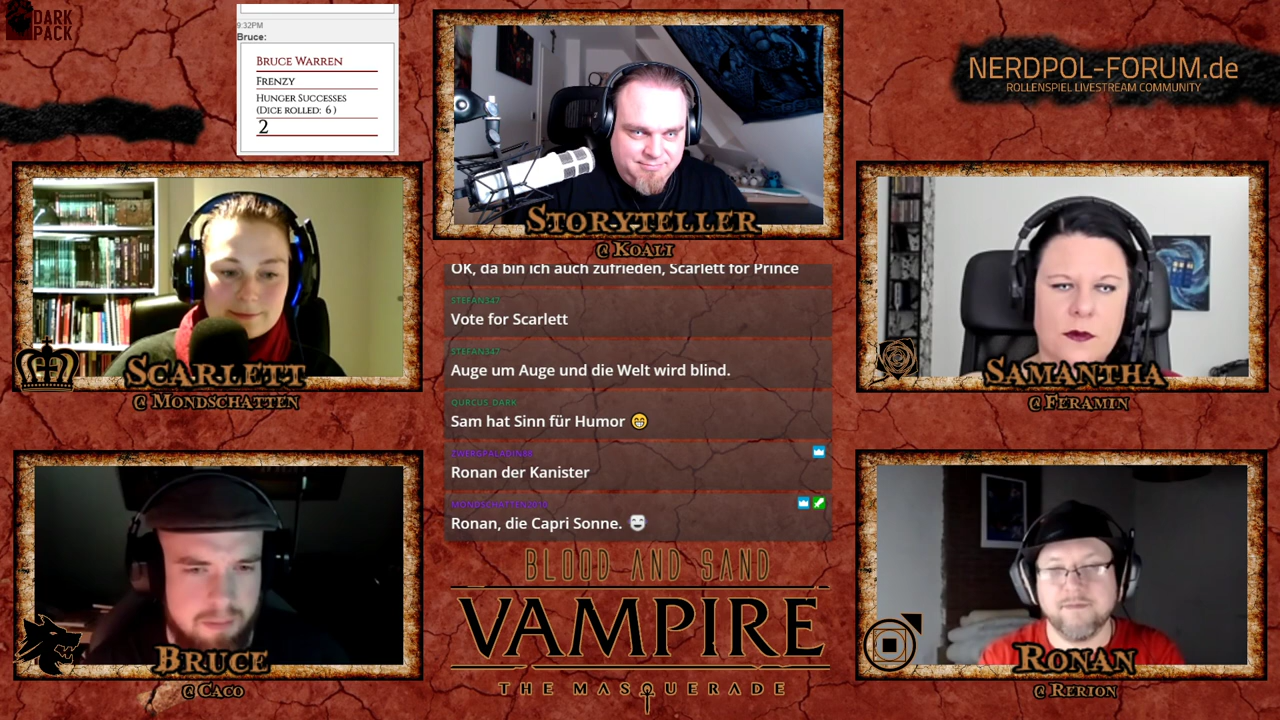 DARK
PACK
9:32PM
Bruce:
BRUCE WARREN
FRENZY
HUNGER SUCCESSES
(DICE ROLLED: 6 )
2
NERDPOL-FORUM.de
ROLLENSPIEL LIVESTREAM COMMUNITY
STORYTELLER
@ KOALI
SCARLETT
@ MONDSCHATTEN
SAMANTHA
@ FERAMIN
OK, da bin ich auch zufrieden, Scarlett for Prince
STEFAN347
Vote for Scarlett
STEFAN347
Auge um Auge und die Welt wird blind.
QURCUS DARK
Sam hat Sinn für Humor 😁
Ronan der Kanister
Ronan, die Capri Sonne.
BRUCE
@ CACO
RONAN
@ RERION
BLOOD AND SAND
VAMPIRE
THE MASQUERADE